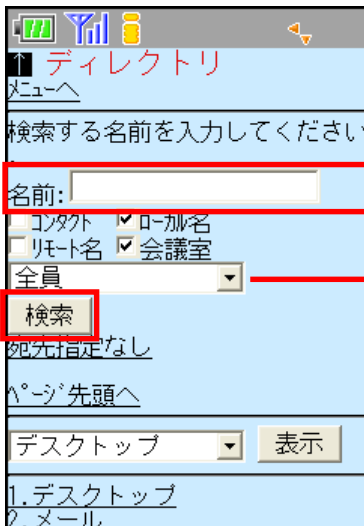 ↑ ディレクトリ
メニューへ
検索する名前を入力してください
.
名前:
コンタクト ローカル名
リモート名 会議室
全員
検索
宛先指定なし
ページ先頭へ
デスクトップ 表示
1.デスクトップ
2.メール